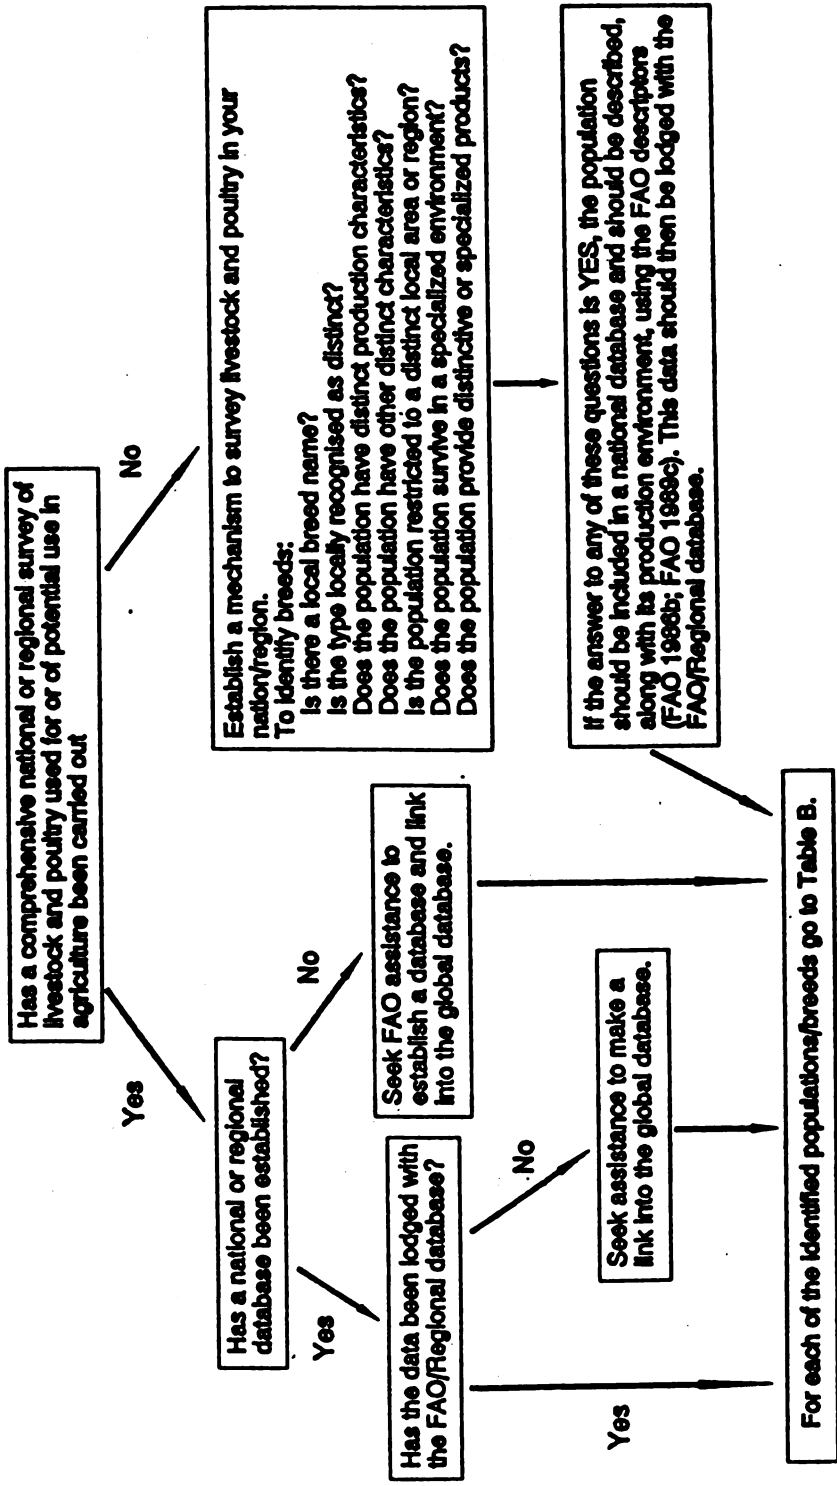 Has a comprehensive national or regional survey of
livestock and poultry used for or of potential use in
agriculture been carried out
Yes
No
Has a national or regional
database been established?
Establish a mechanism to survey livestock and poultry in your
nation/region.
To identify breeds:
Is there a local breed name?
Is the type locally recognised as distinct?
Does the population have distinct production characteristics?
Does the population have other distinct characteristics?
Is the population restricted to a distinct local area or region?
Does the population survive in a specialized environment?
Does the population provide distinctive or specialized products?
Yes
No
Has the data been lodged with
the FAO/Regional database?
Seek FAO assistance to
establish a database and link
into the global database.
If the answer to any of these questions is YES, the population
should be included in a national database and should be described,
along with its production environment, using the FAO descriptors
(FAO 1986b; FAO 1989c). This data should then be lodged with the
FAO/Regional database.
Yes
No
Seek assistance to make a
link into the global database.
For each of the identified populations/breeds go to Table B.